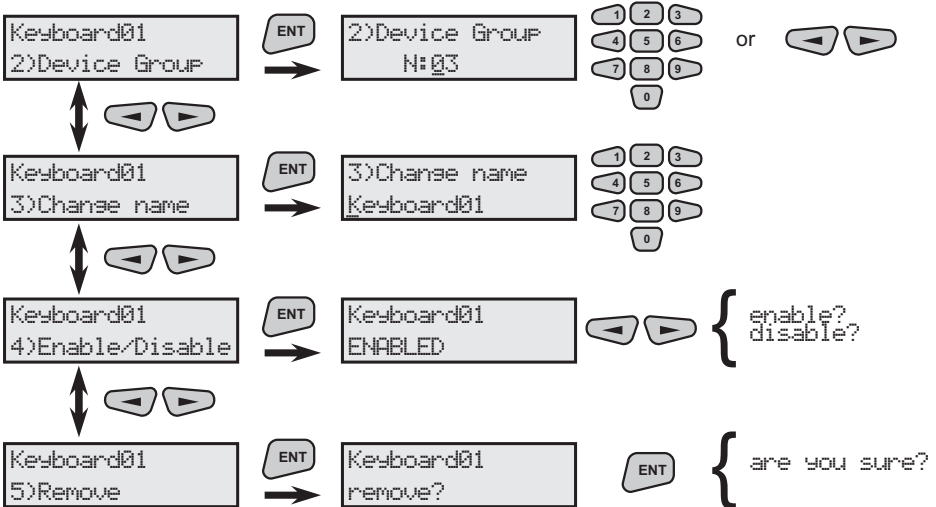 Keyboard01
2)Device Group
ENT
2)Device Group
N:03
1 2 3
4 5 6
7 8 9
0
or
Keyboard01
3)Change name
ENT
3)Change name
Keyboard01
1 2 3
4 5 6
7 8 9
0
Keyboard01
4)Enable/Disable
ENT
Keyboard01
ENABLED
enable?
disable?
Keyboard01
5)Remove
ENT
Keyboard01
remove?
ENT
are you sure?